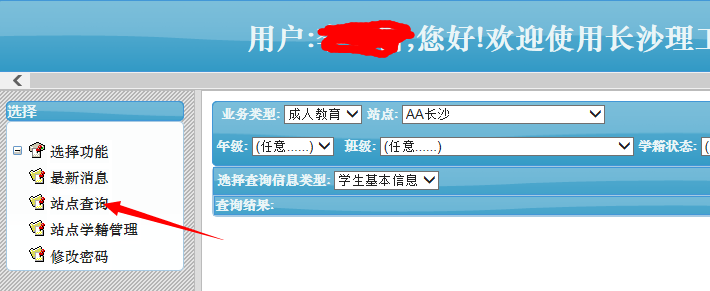 用户:,您好!欢迎使用长沙理
选择
选择功能
最新消息
站点查询
站点学籍管理
修改密码
业务类型: 成人教育 站点: AA长沙
年级: (任意......) 班级: (任意......) 学籍状态: (
选择查询信息类型: 学生基本信息
查询结果: